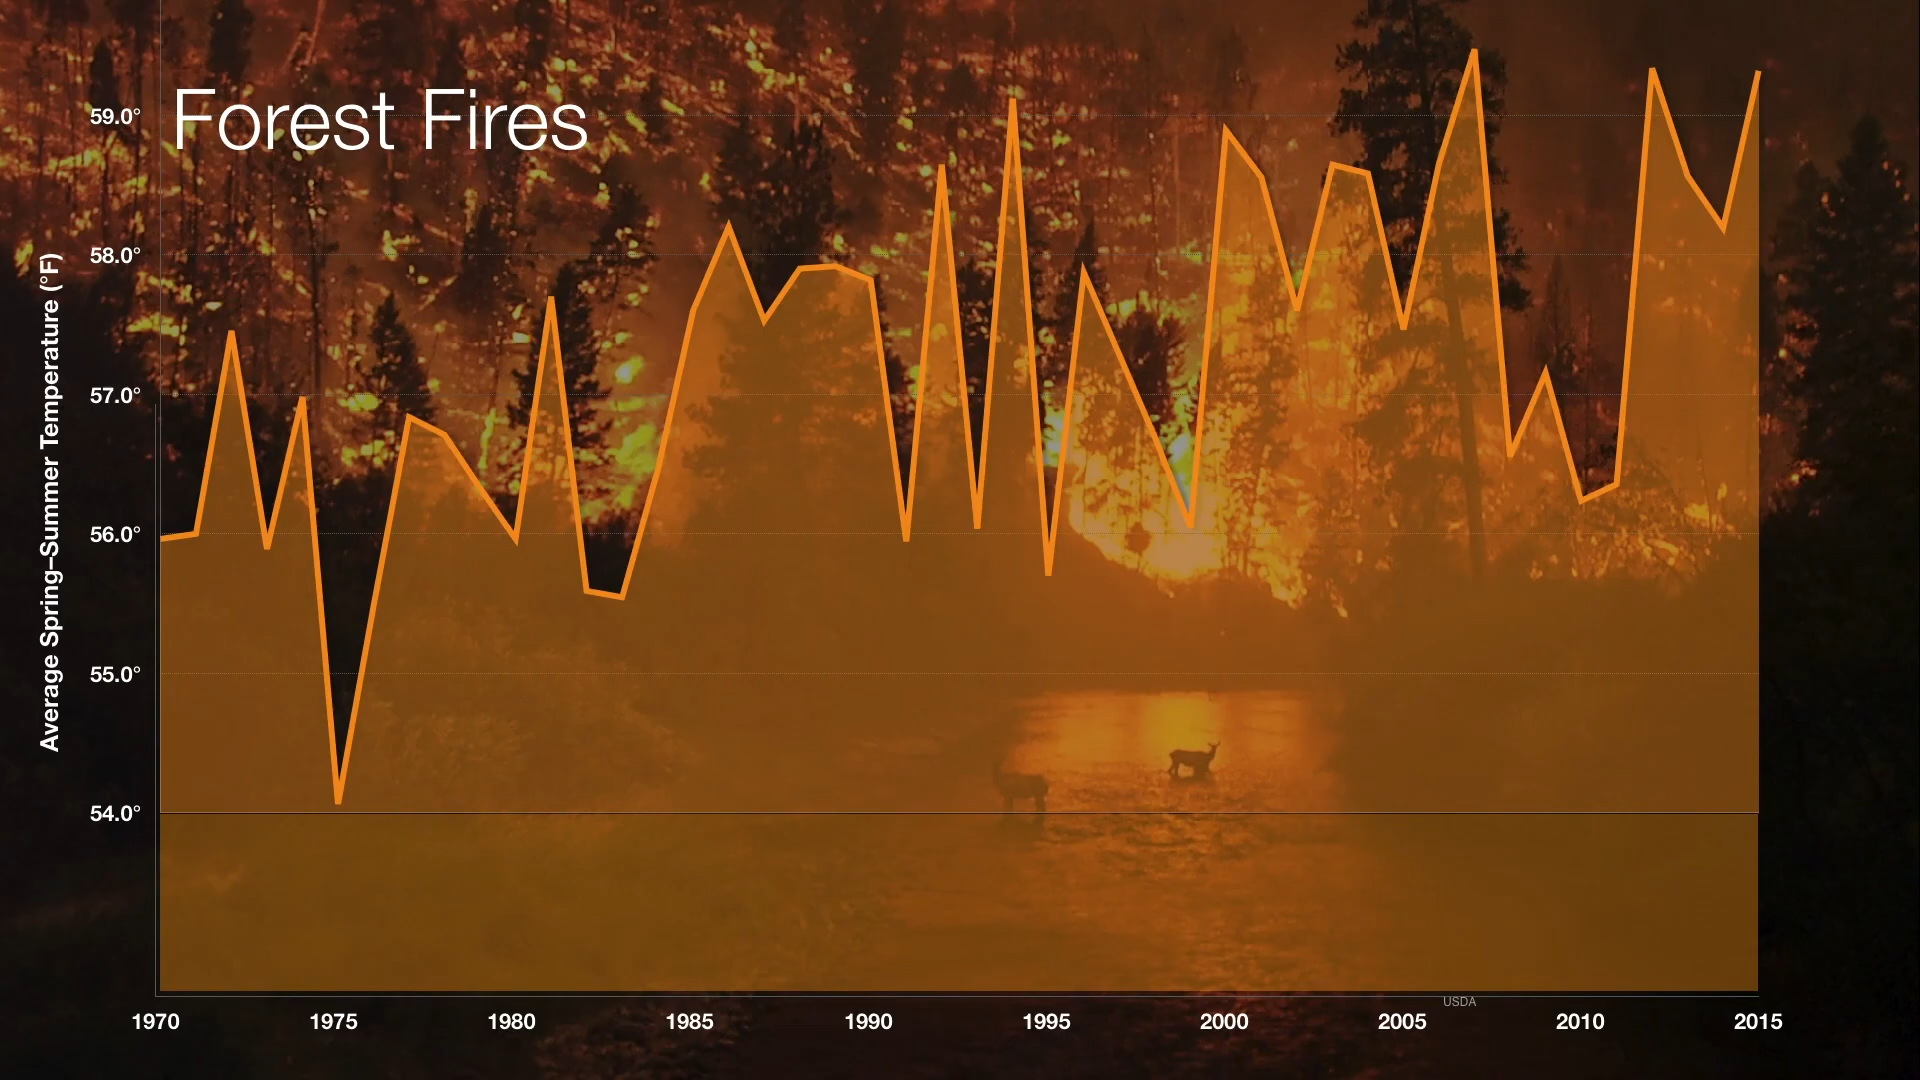 Forest Fires
Average Spring–Summer Temperature (°F)
59.0°
58.0°
57.0°
56.0°
55.0°
54.0°
USDA
1970 1975 1980 1985 1990 1995 2000 2005 2010 2015